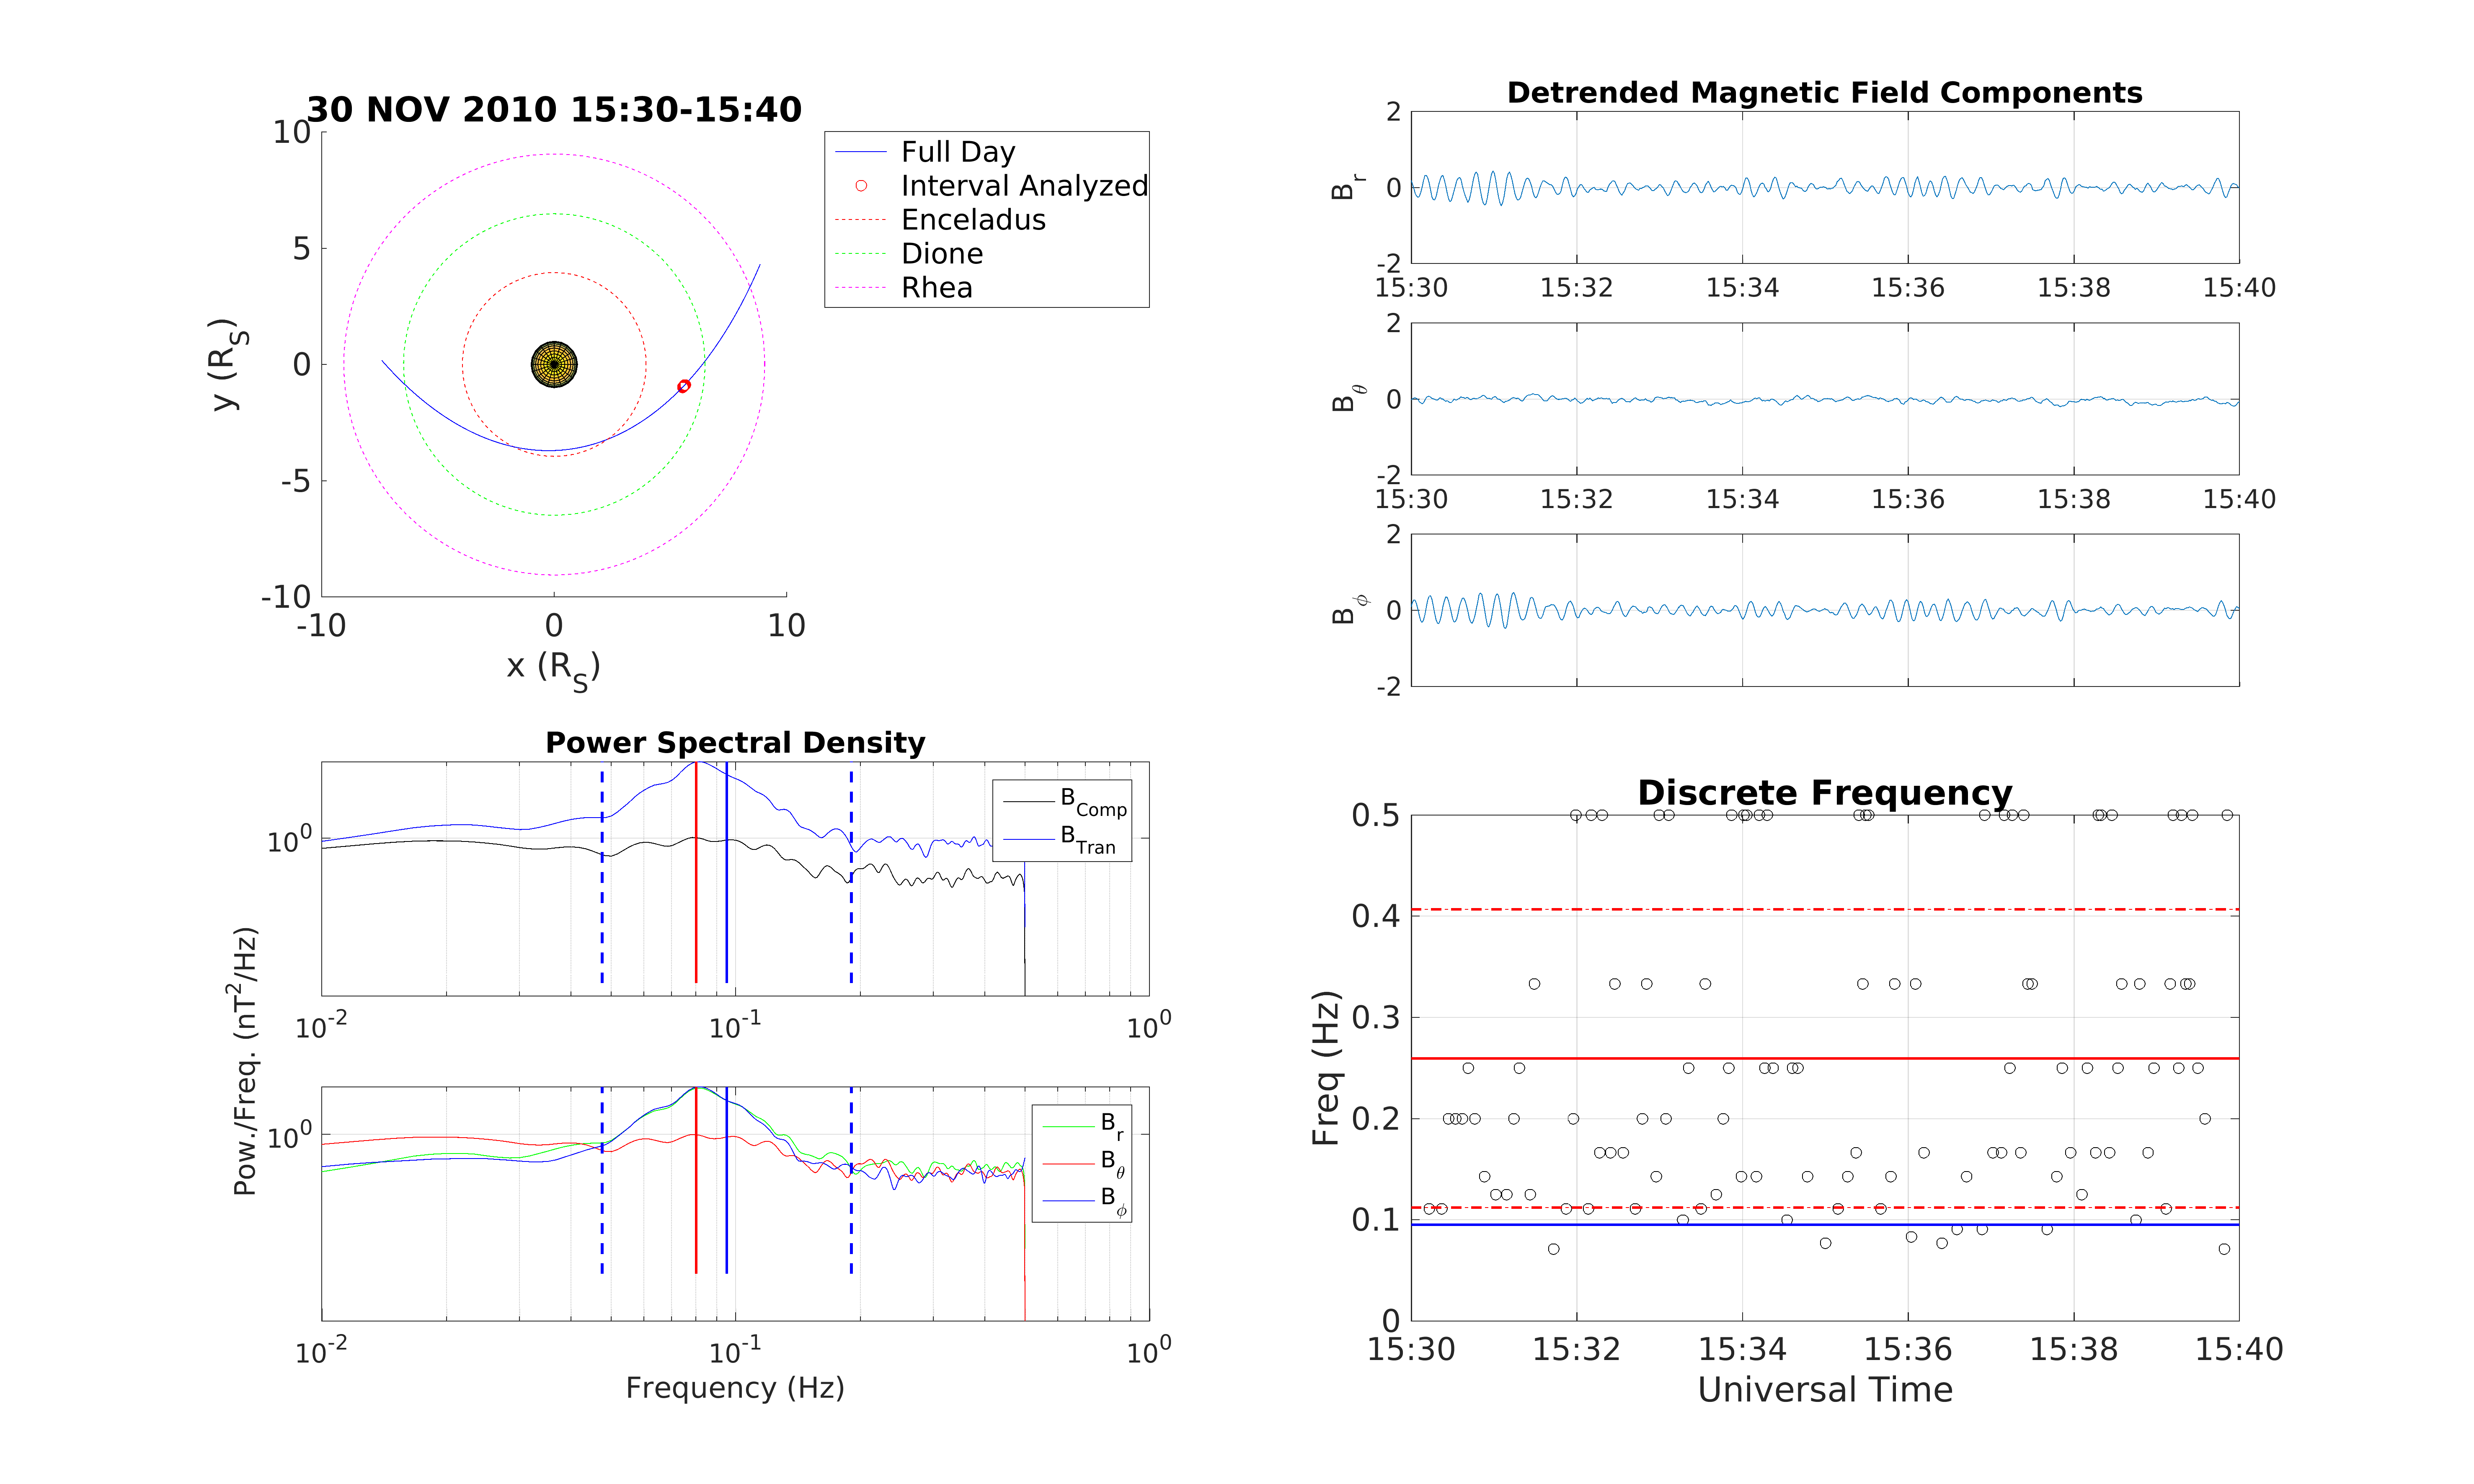 30 NOV 2010 15:30-15:40
10
5
0
-5
-10
-10 0 10
y (R_S)
x (R_S)
Full Day
Interval Analyzed
Enceladus
Dione
Rhea
Detrended Magnetic Field Components
2
0
-2
B_r
15:30 15:32 15:34 15:36 15:38 15:40
2
0
-2
B_θ
15:30 15:32 15:34 15:36 15:38 15:40
2
0
-2
B_ϕ
Power Spectral Density
10^0
B_Comp
B_Tran
10^-2 10^-1 10^0
Pow./Freq. (nT^2/Hz)
10^0
B_r
B_θ
B_ϕ
10^-2 10^-1 10^0
Frequency (Hz)
Discrete Frequency
0.5
0.4
0.3
0.2
0.1
0
Freq (Hz)
15:30 15:32 15:34 15:36 15:38 15:40
Universal Time